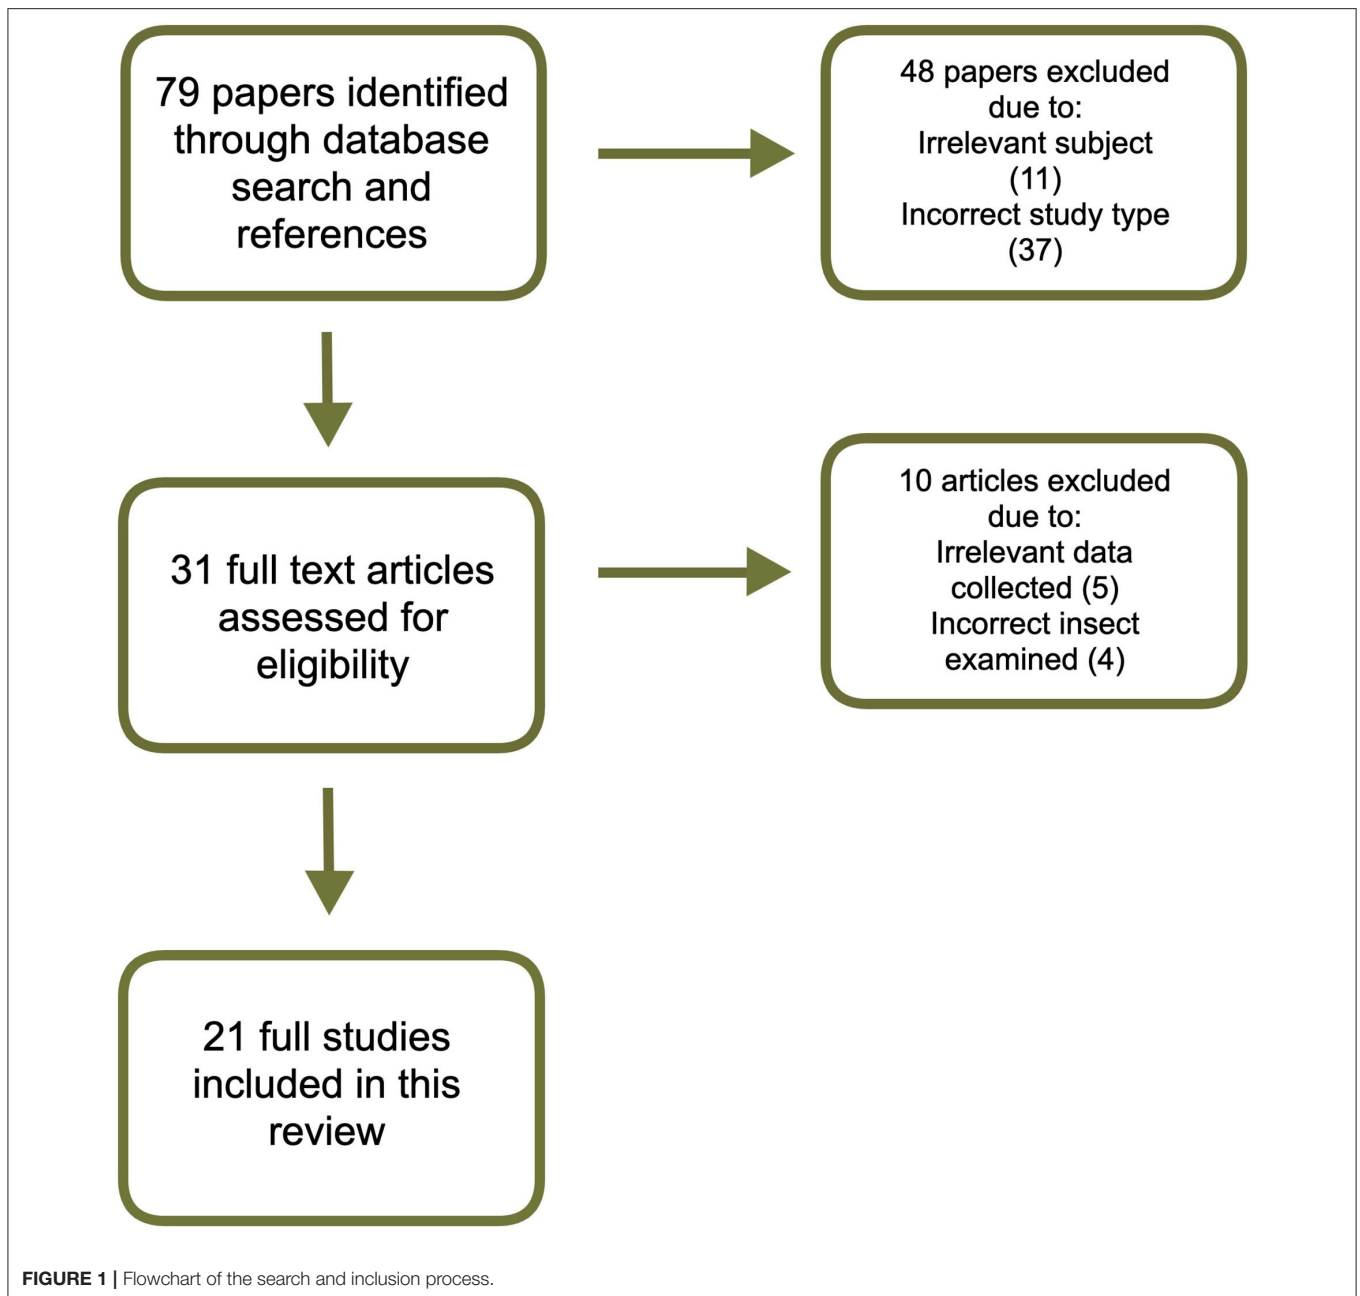 79 papers identified
through database
search and
references
48 papers excluded
due to:
Irrelevant subject
(11)
Incorrect study type
(37)
31 full text articles
assessed for
eligibility
10 articles excluded
due to:
Irrelevant data
collected (5)
Incorrect insect
examined (4)
21 full studies
included in this
review
FIGURE 1 | Flowchart of the search and inclusion process.